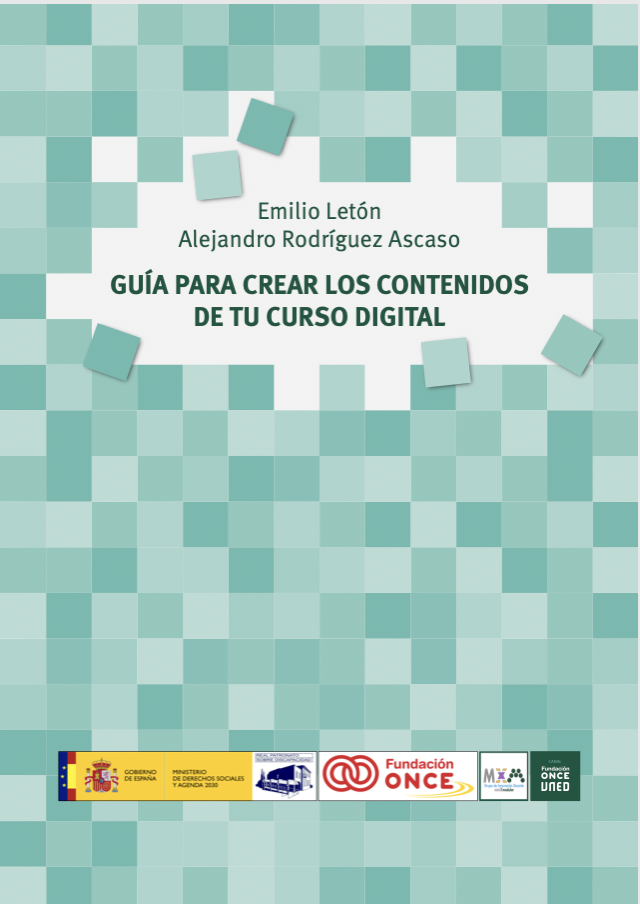 Emilio Letón
Alejandro Rodríguez Ascaso
GUÍA PARA CREAR LOS CONTENIDOS
DE TU CURSO DIGITAL
GOBIERNO
DE ESPAÑA
MINISTERIO
DE DERECHOS SOCIALES
Y AGENDA 2030
REAL PATRONATO
SOBRE DISCAPACIDAD
Fundación
ONCE
CANAL
Fundación
ONCE
UNED